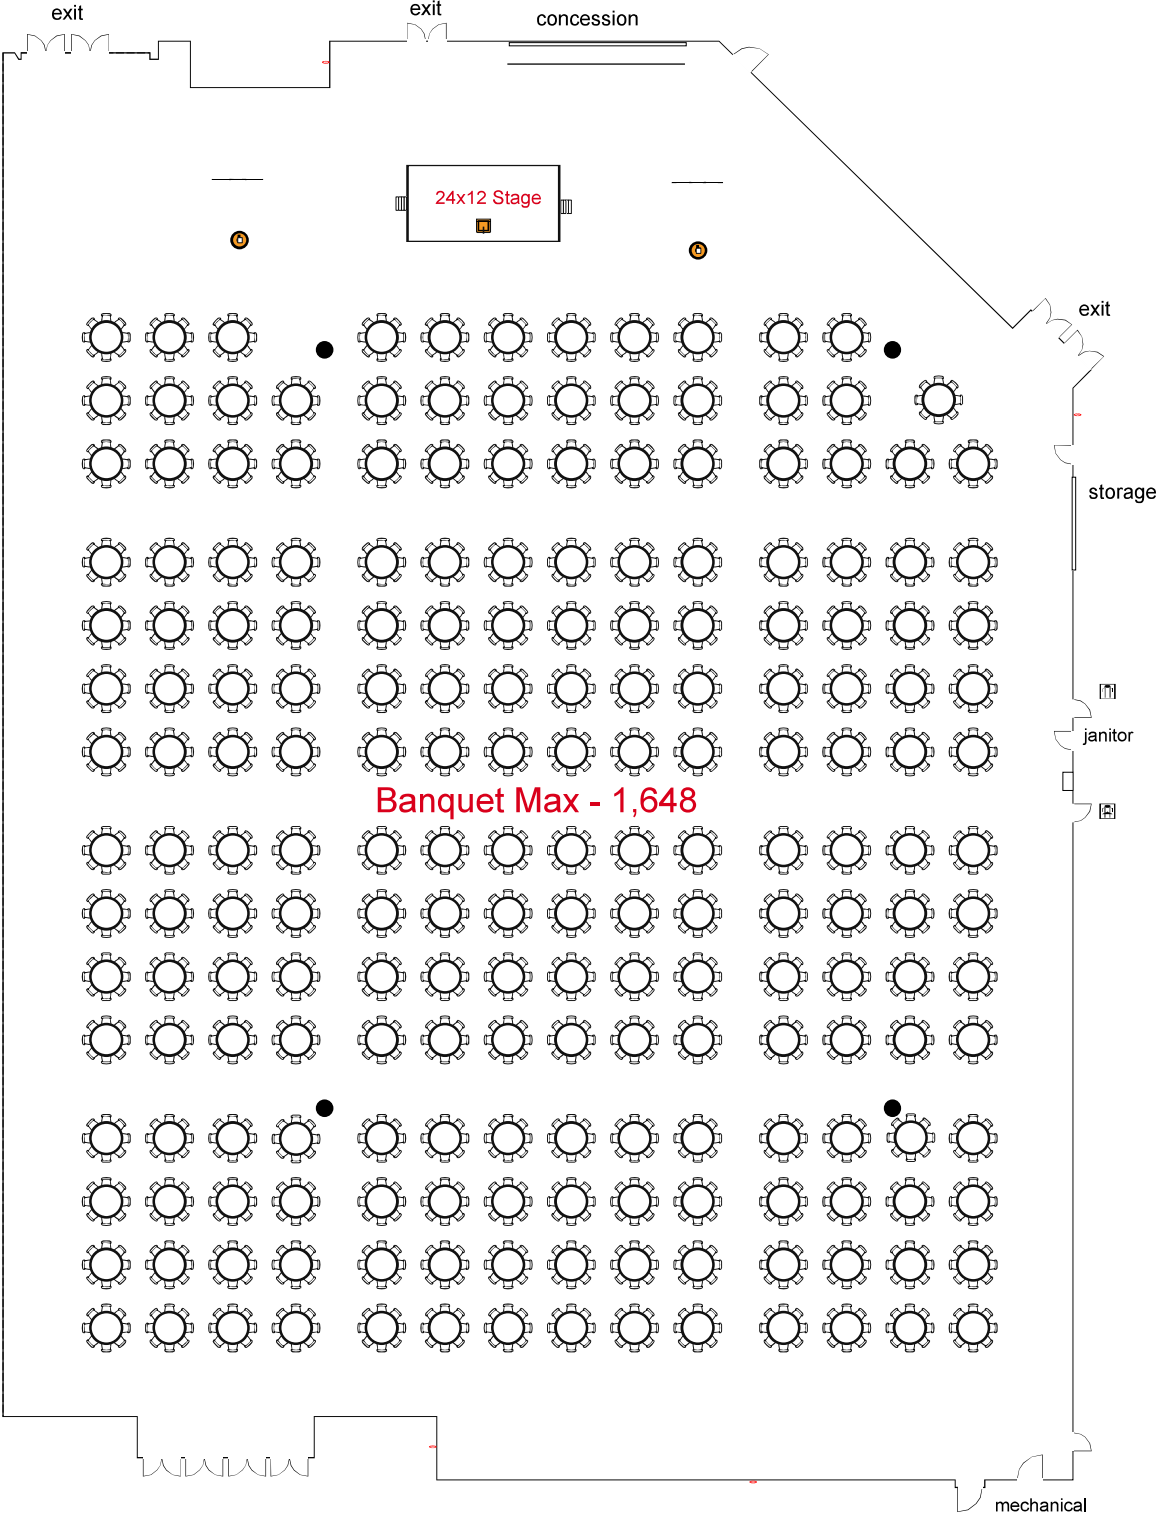 exit
exit
concession
24x12 Stage
exit
storage
janitor
Banquet Max - 1,648
mechanical